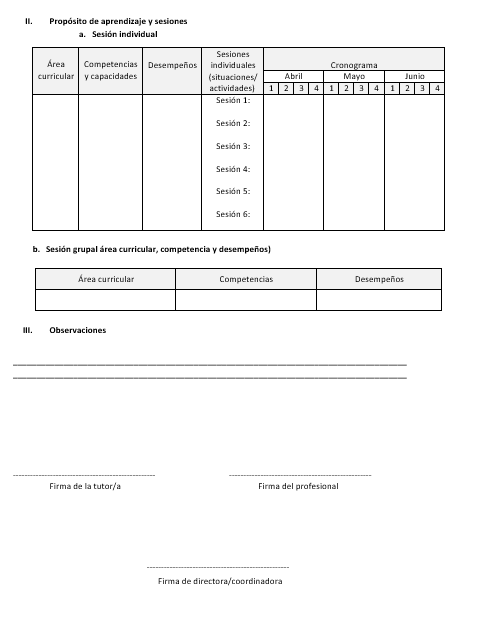 II. Propósito de aprendizaje y sesiones
a. Sesión individual
Área curricular
Competencias y capacidades
Desempeños
Sesiones individuales (situaciones/ actividades)
Cronograma
Abril Mayo Junio
1 2 3 4 1 2 3 4 1 2 3 4
Sesión 1:
Sesión 2:
Sesión 3:
Sesión 4:
Sesión 5:
Sesión 6:
b. Sesión grupal área curricular, competencia y desempeños)
Área curricular Competencias Desempeños
III. Observaciones
Firma de la tutor/a Firma del profesional
Firma de directora/coordinadora